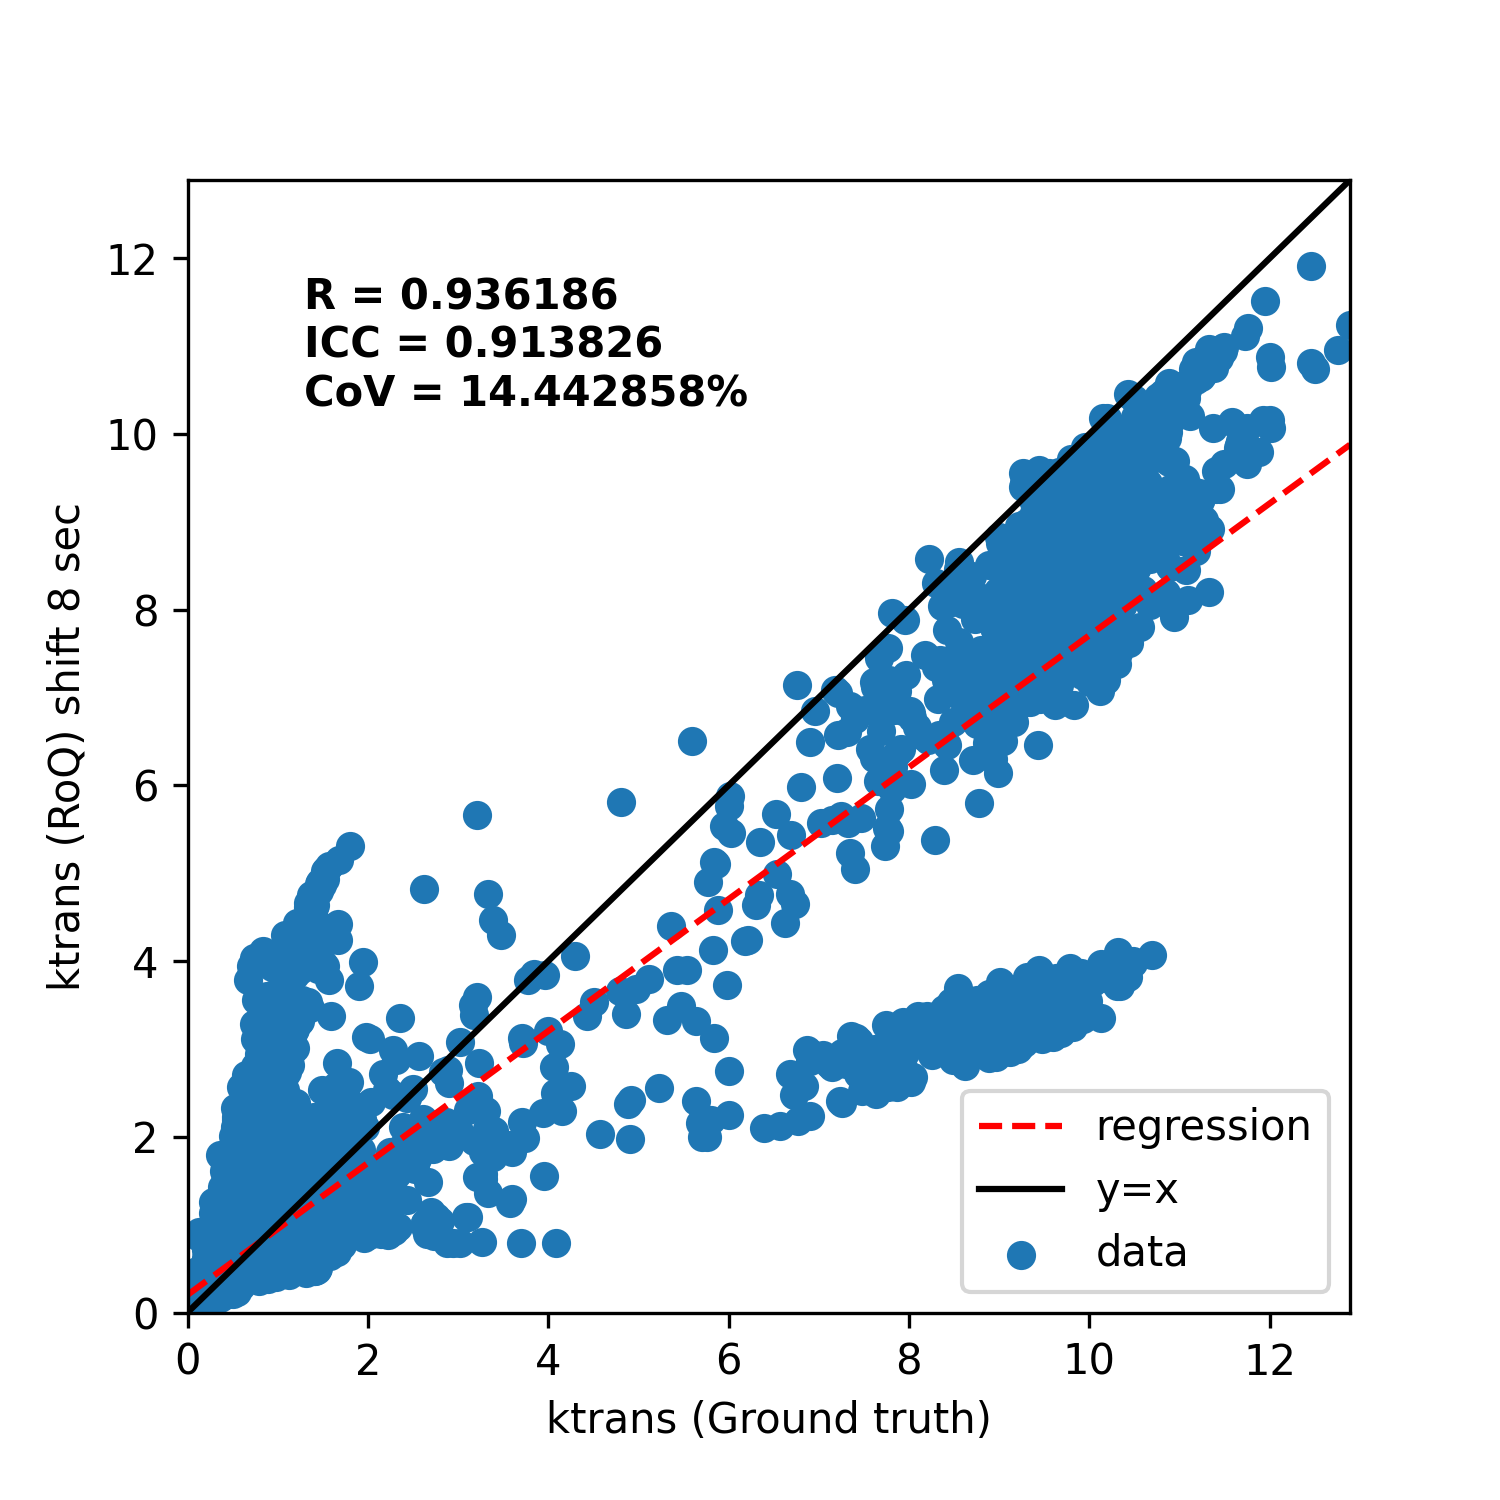 R = 0.936186
ICC = 0.913826
CoV = 14.442858%
12
10
8
6
4
2
0
ktrans (RoQ) shift 8 sec
regression
y=x
data
0 2 4 6 8 10 12
ktrans (Ground truth)